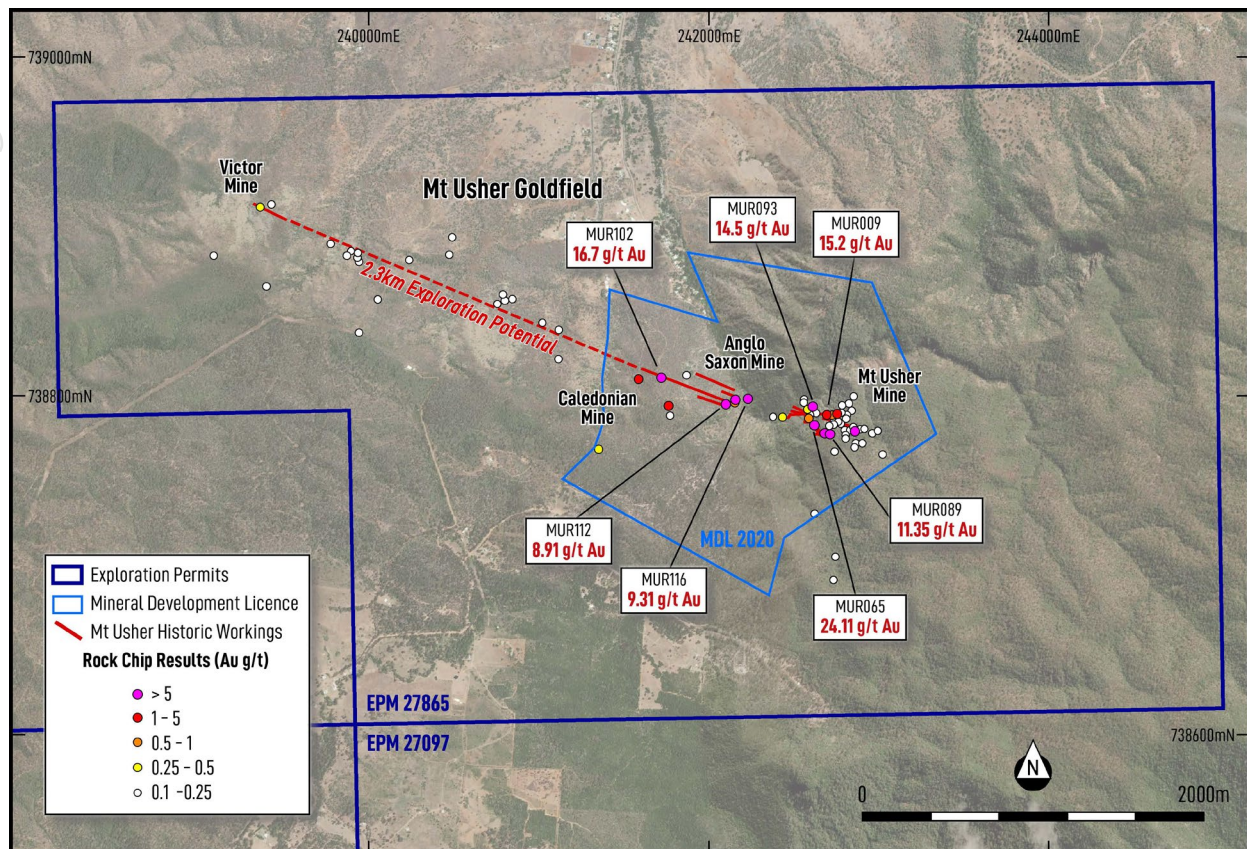 240000mE
242000mE
244000mE
739000mN
Victor
Mine
Mt Usher Goldfield
MUR102
16.7 g/t Au
MUR093
14.5 g/t Au
MUR009
15.2 g/t Au
2.3km Exploration Potential
Anglo
Saxon Mine
Mt Usher
Mine
738800mN
Caledonian
Mine
MUR112
8.91 g/t Au
MDL 2020
MUR089
11.35 g/t Au
MUR116
9.31 g/t Au
MUR065
24.11 g/t Au
Exploration Permits
Mineral Development Licence
Mt Usher Historic Workings
Rock Chip Results (Au g/t)
> 5
1 - 5
0.5 - 1
0.25 - 0.5
0.1 -0.25
EPM 27865
EPM 27097
738600mN
N
0
2000m